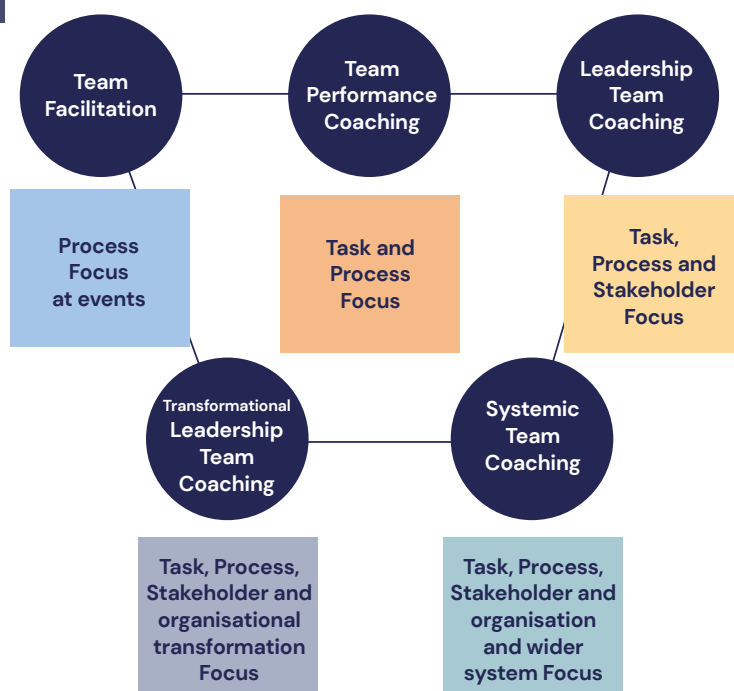 Team
Facilitation
Team
Performance
Coaching
Leadership
Team
Coaching
Process
Focus
at events
Task and
Process
Focus
Task,
Process and
Stakeholder
Focus
Transformational
Leadership
Team
Coaching
Systemic
Team
Coaching
Task, Process,
Stakeholder and
organisational
transformation
Focus
Task, Process,
Stakeholder and
organisation
and wider
system Focus